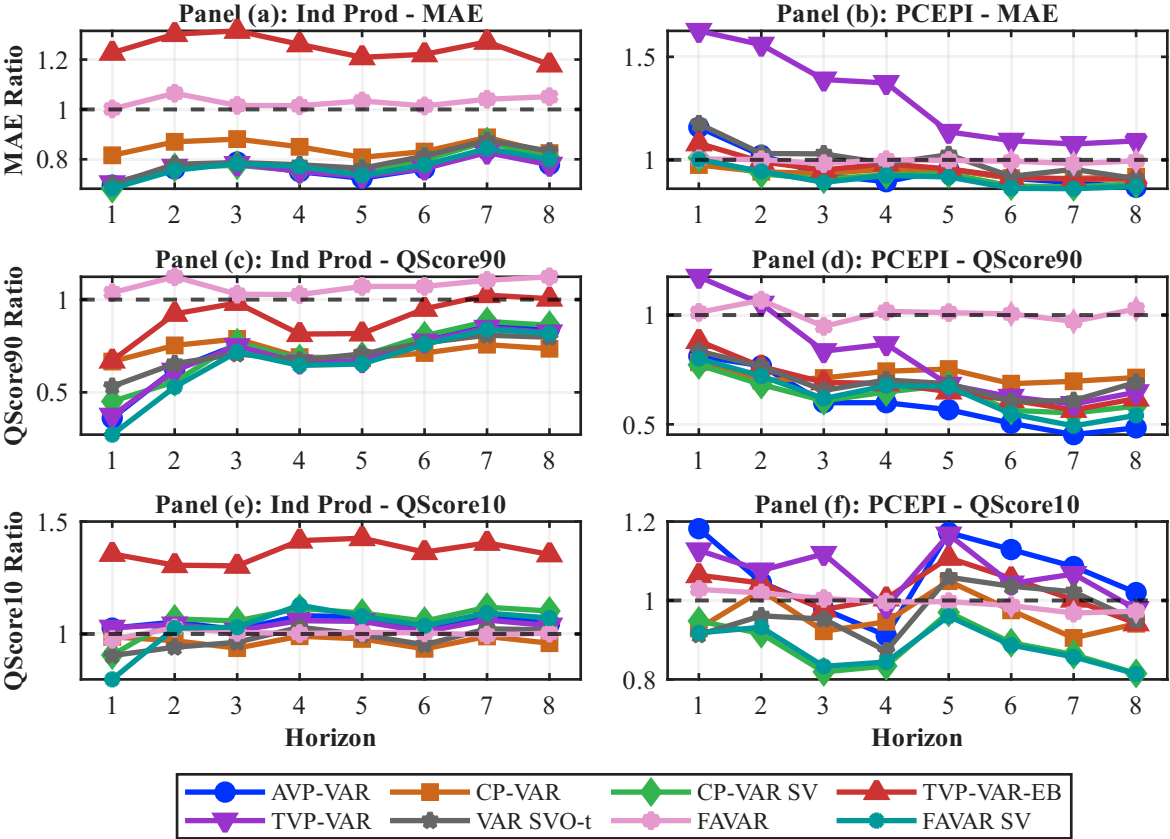 Panel (a): Ind Prod - MAE
MAE Ratio
1.2
1
0.8
1 2 3 4 5 6 7 8
Panel (b): PCEPI - MAE
1.5
1
1 2 3 4 5 6 7 8
Panel (c): Ind Prod - QScore90
QScore90 Ratio
1
0.5
1 2 3 4 5 6 7 8
Panel (d): PCEPI - QScore90
1
0.5
1 2 3 4 5 6 7 8
Panel (e): Ind Prod - QScore10
QScore10 Ratio
1.5
1
1 2 3 4 5 6 7 8
Horizon
Panel (f): PCEPI - QScore10
1.2
1
0.8
1 2 3 4 5 6 7 8
Horizon
AVP-VAR CP-VAR CP-VAR SV TVP-VAR-EB
TVP-VAR VAR SVO-t FAVAR FAVAR SV